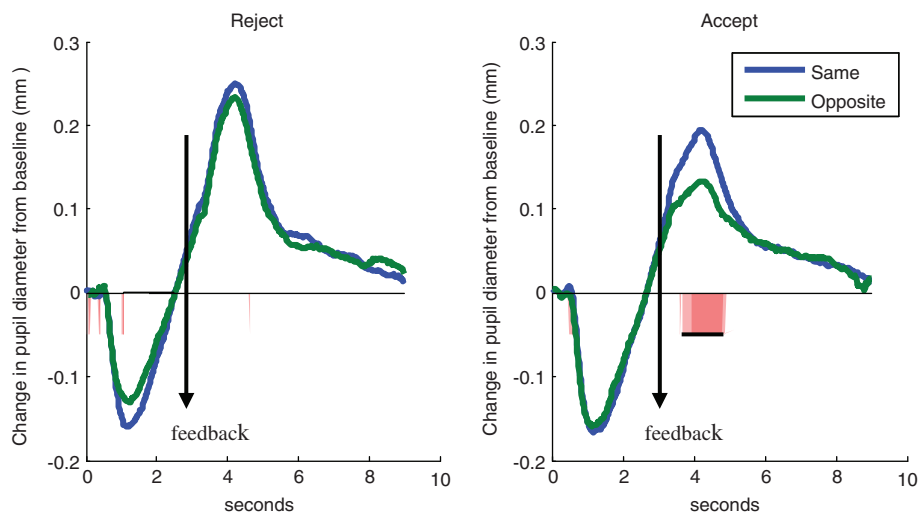 Reject
Change in pupil diameter from baseline (mm )
0.3
0.2
0.1
0
-0.1
-0.2
feedback
0
2
4
6
8
10
seconds
Accept
Change in pupil diameter from baseline (mm)
0.3
0.2
0.1
0
-0.1
-0.2
Same
Opposite
feedback
0
2
4
6
8
10
seconds